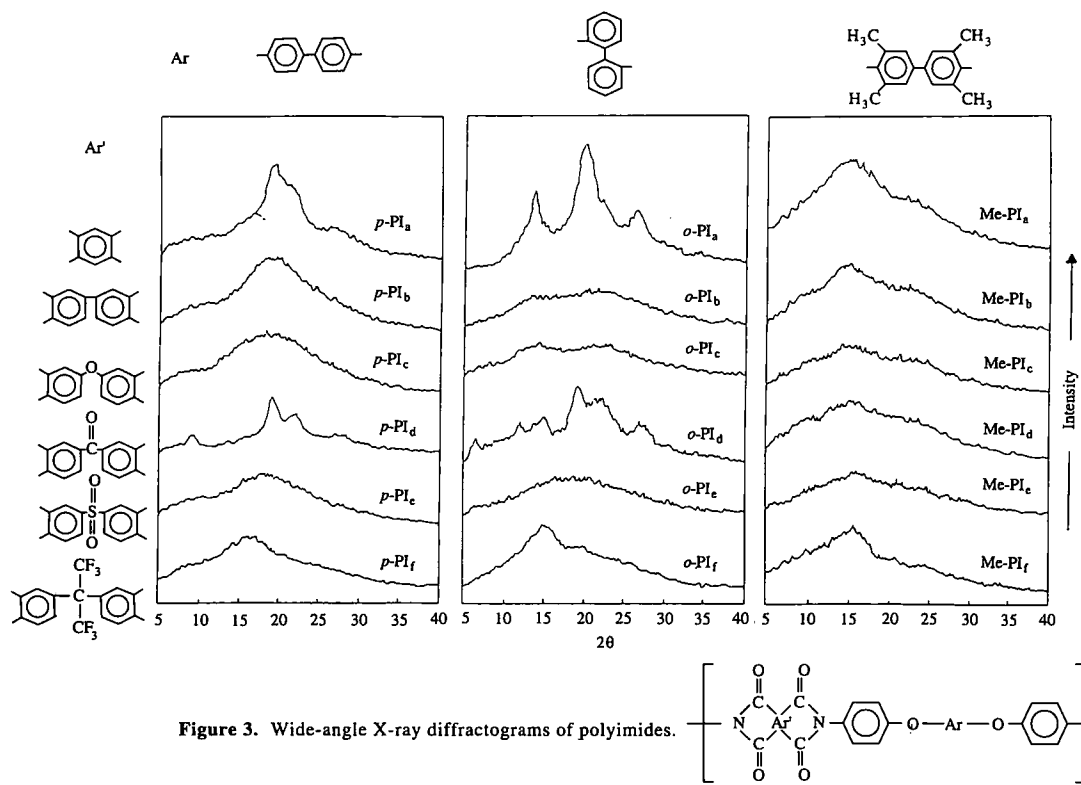 Ar
H3C
CH3
H3C
CH3
Ar'
O
O
C
O
S
O
CF3
C
CF3
p-PIa
p-PIb
p-PIc
p-PId
p-PIe
p-PIf
5 10 15 20 25 30 35 40
o-PIa
o-PIb
o-PIc
o-PId
o-PIe
o-PIf
5 10 15 20 25 30 35 40
2θ
Me-PIa
Me-PIb
Me-PIc
Me-PId
Me-PIe
Me-PIf
5 10 15 20 25 30 35 40
Intensity
Figure 3. Wide-angle X-ray diffractograms of polyimides.
O O
C C
N Ar' N O Ar O
C C
O O